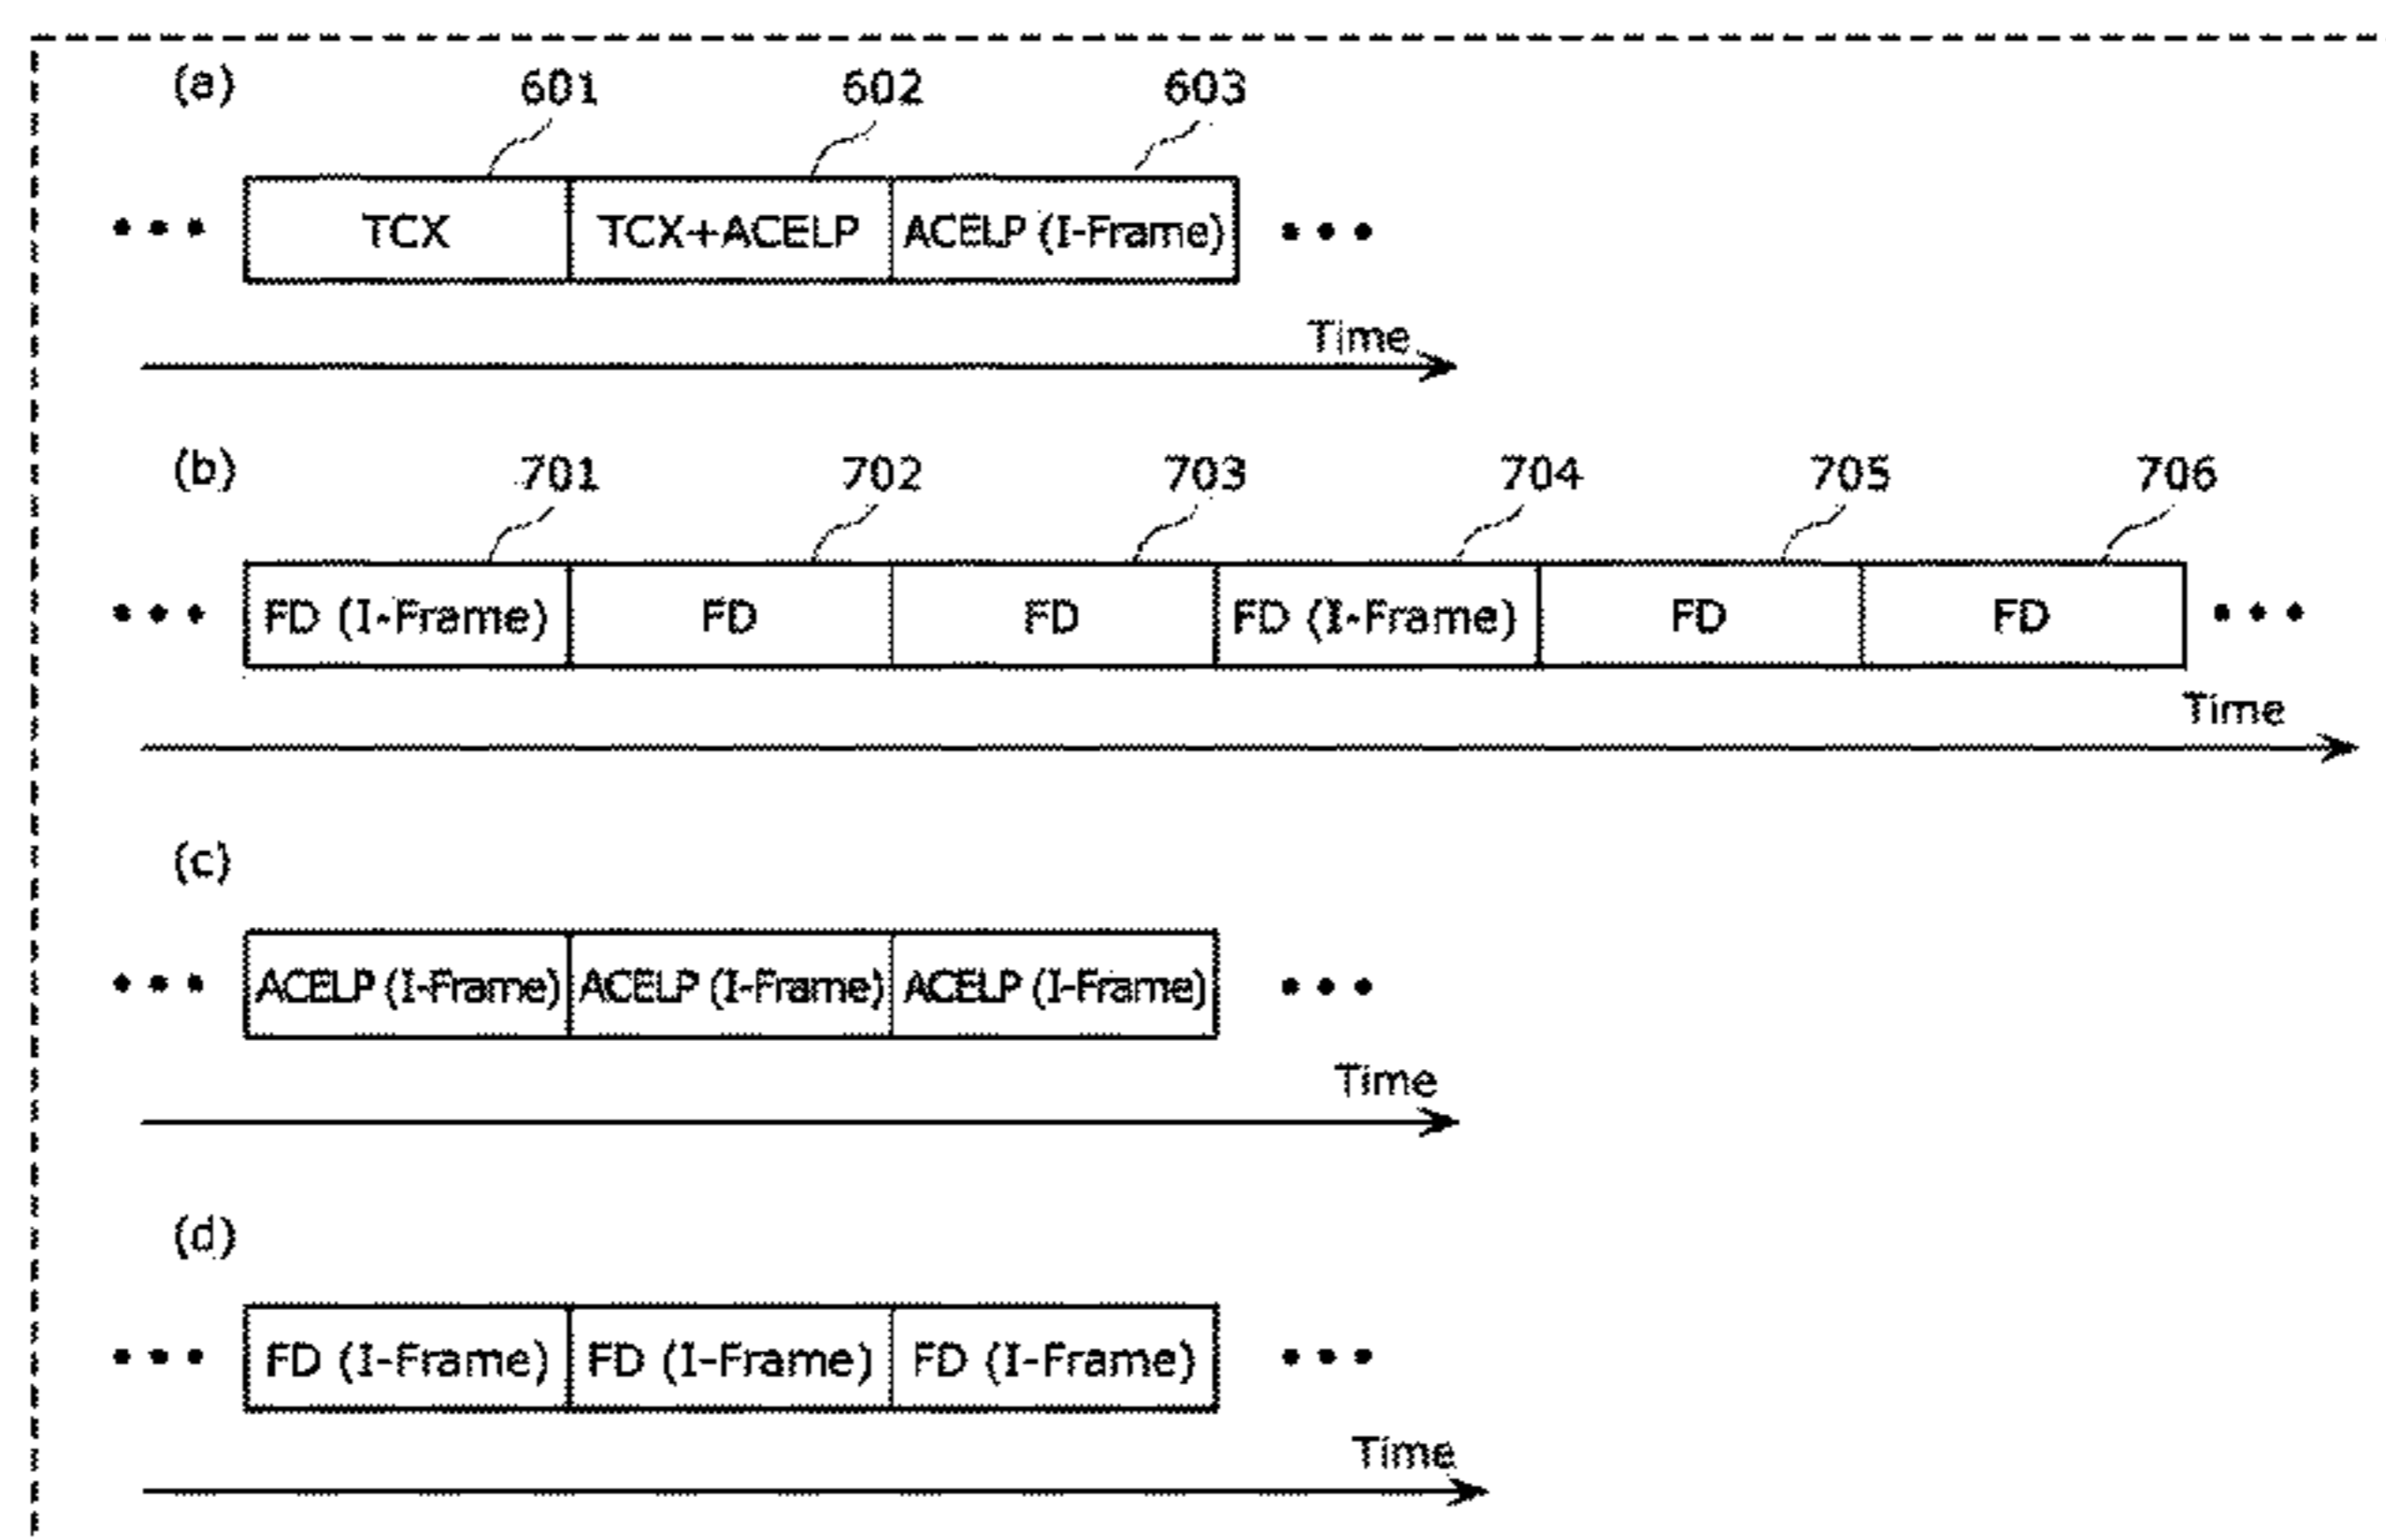 (a) 601 602 603
••• TCX TCX+ACELP ACELP (I-Frame) •••
Time
(b) 701 702 703 704 705 706
••• FD (I-Frame) FD FD FD (I-Frame) FD FD •••
Time
(c)
••• ACELP (I-Frame) ACELP (I-Frame) ACELP (I-Frame) •••
Time
(d)
••• FD (I-Frame) FD (I-Frame) FD (I-Frame) •••
Time